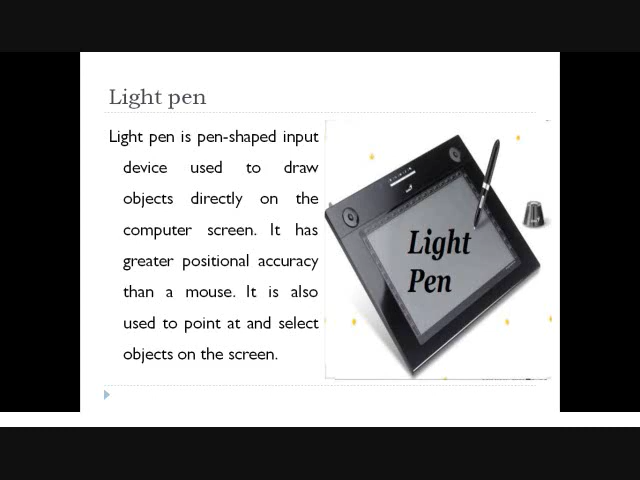 Light pen
Light pen is pen-shaped input
device used to draw
objects directly on the
computer screen. It has
greater positional accuracy
than a mouse. It is also
used to point at and select
objects on the screen.
Light
Pen